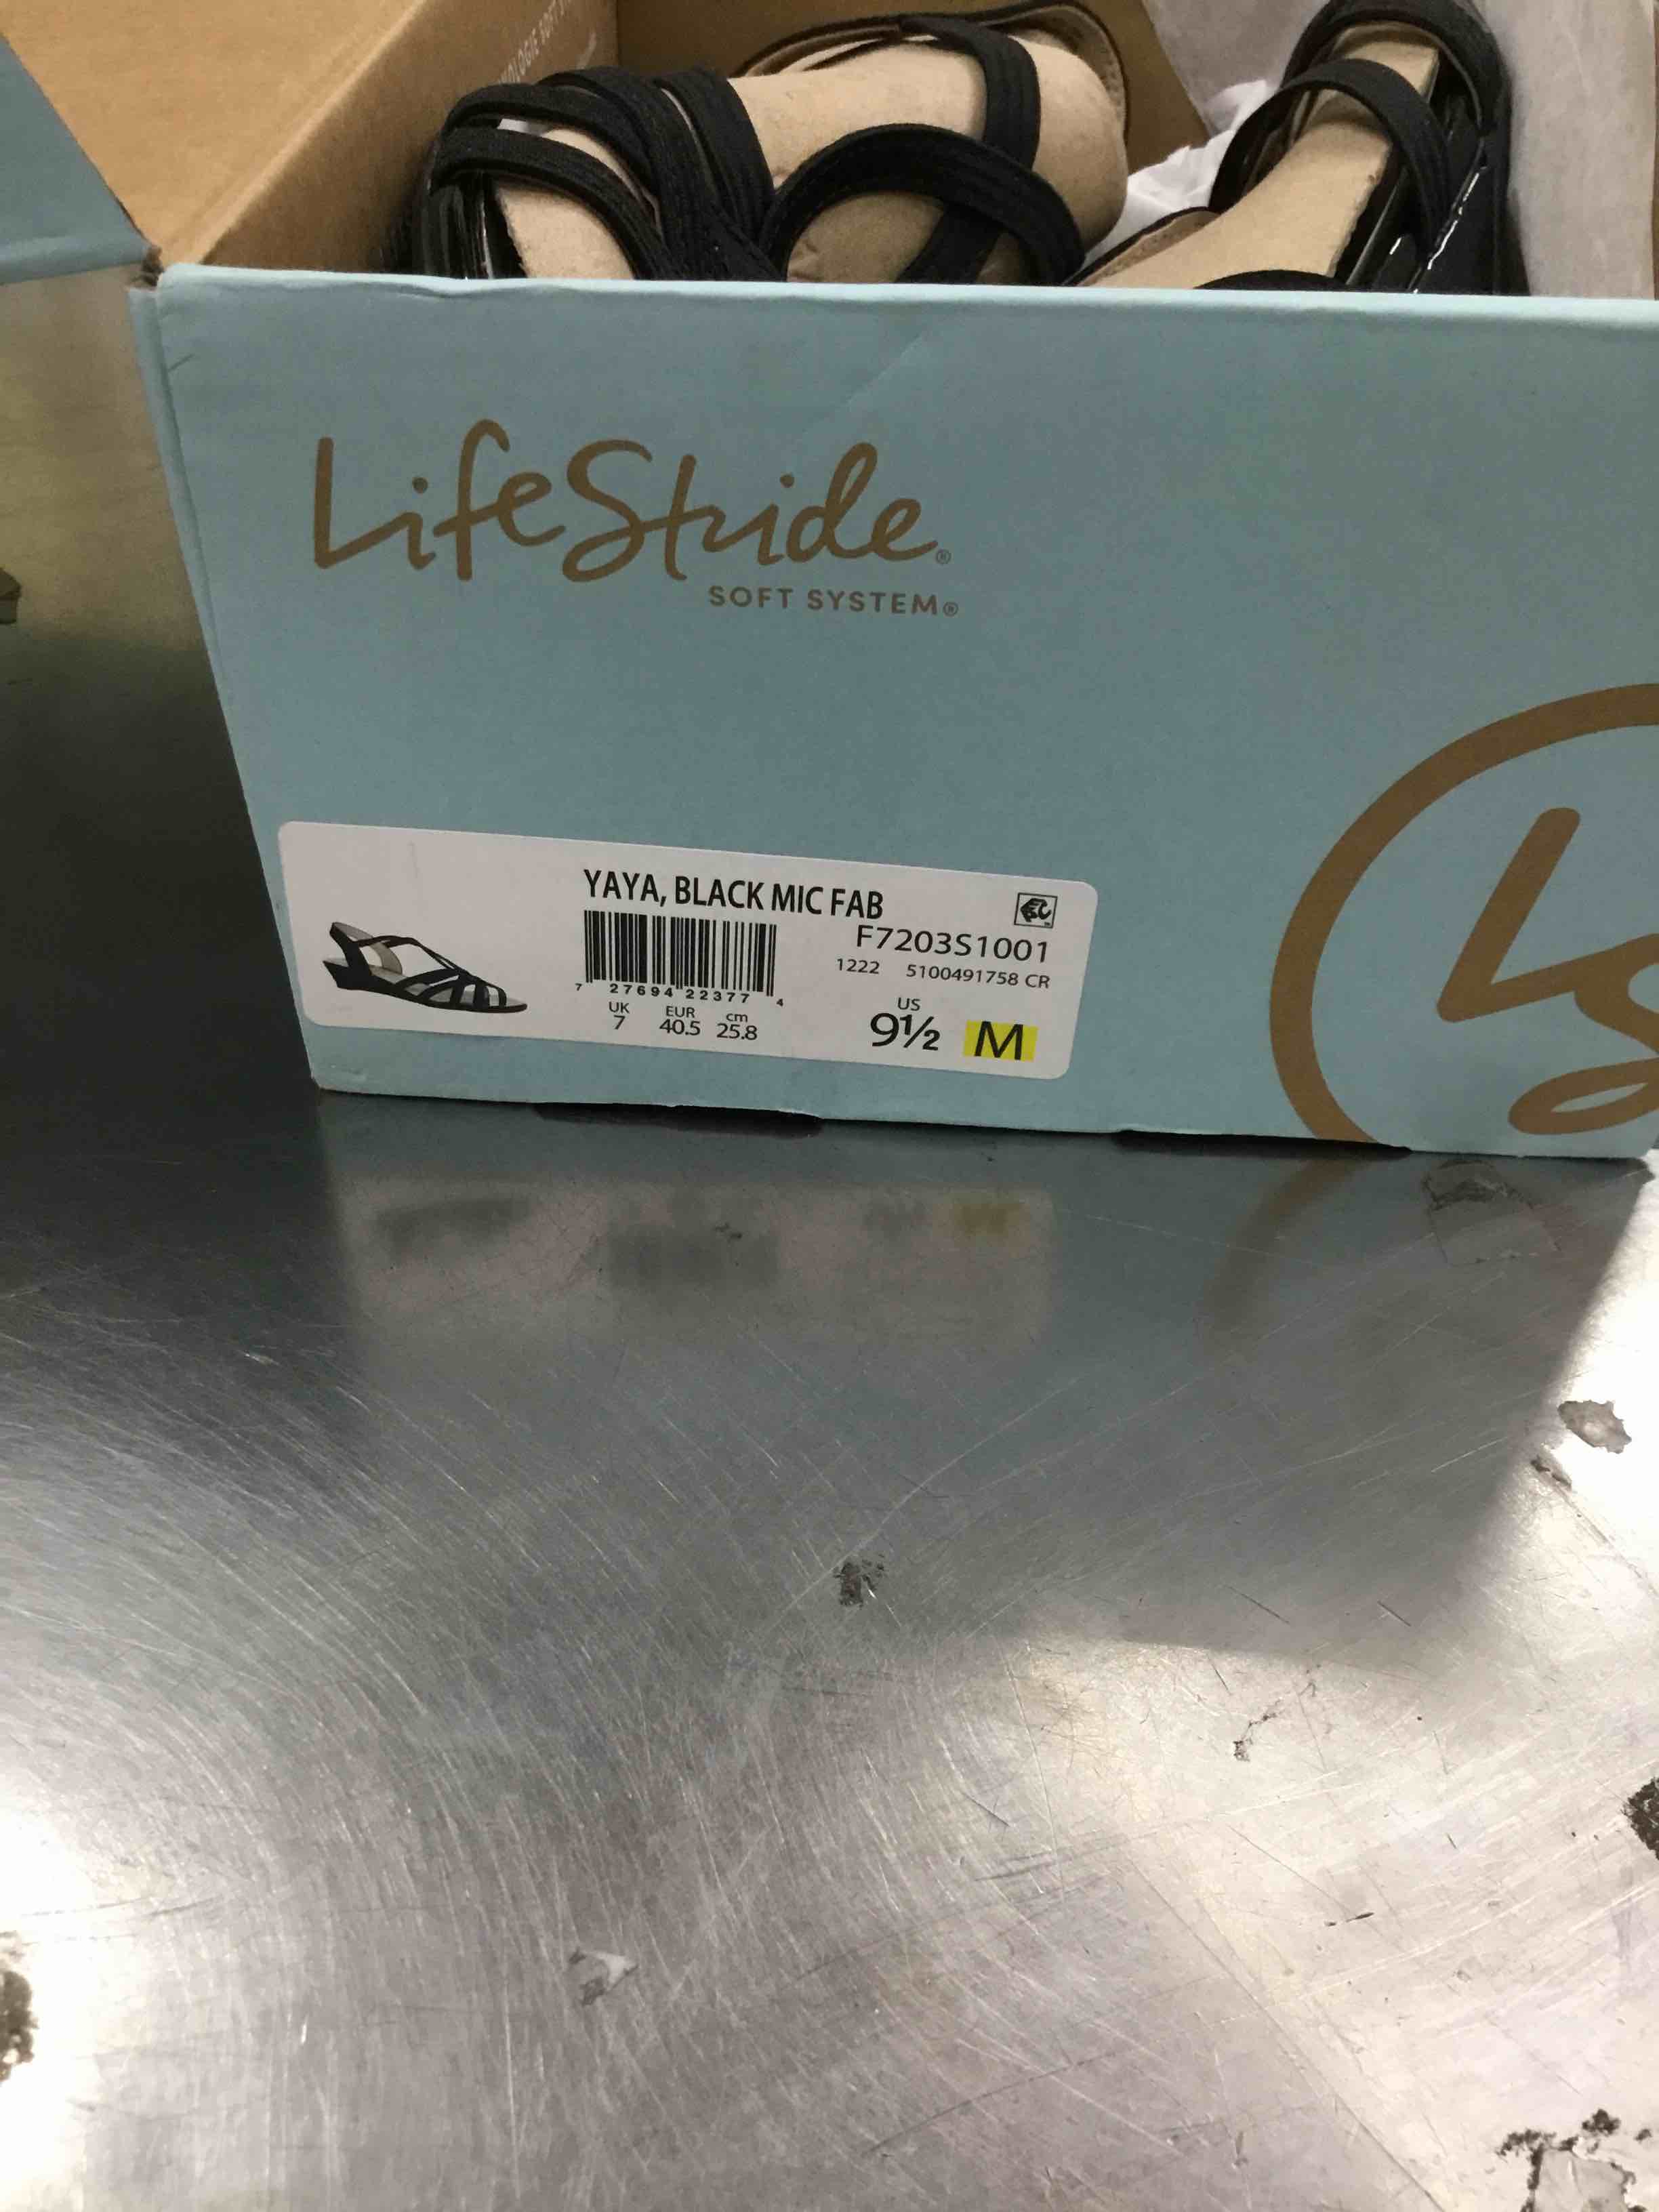 LifeStride®
SOFT SYSTEM®
YAYA, BLACK MIC FAB
F7203S1001
1222 5100491758 CR
7 27694 22377 4
UK EUR cm
7 40.5 25.8
US
9½ M
LS